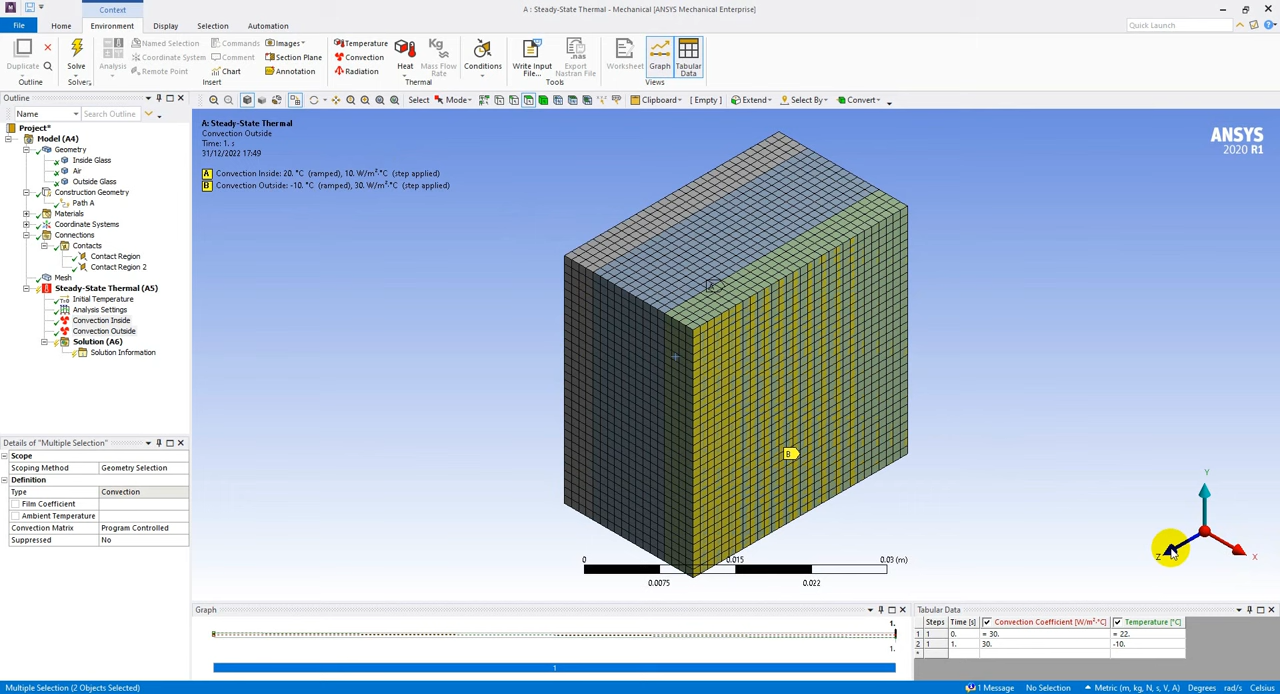 Context
A : Steady-State Thermal - Mechanical [ANSYS Mechanical Enterprise]
File Home Environment Display Selection Automation
Quick Launch
Duplicate
Outline
Solve
Solver
Analysis
Named Selection
Coordinate System
Remote Point
Commands
Comment
Chart
Images
Section Plane
Annotation
Insert
Temperature
Convection
Radiation
Heat
Mass Flow Rate
Thermal
Conditions
Write Input File...
Export Nastran File
Tools
Worksheet
Graph
Tabular Data
Views
Outline
Select Mode Clipboard [ Empty ] Extend Select By Convert
Name Search Outline
Project*
Model (A4)
Geometry
Inside Glass
Air
Outside Glass
Construction Geometry
Path A
Materials
Coordinate Systems
Connections
Contacts
Contact Region
Contact Region 2
Mesh
Steady-State Thermal (A5)
Initial Temperature
Analysis Settings
Convection Inside
Convection Outside
Solution (A6)
Solution Information
Details of "Multiple Selection"
Scope
Scoping Method Geometry Selection
Definition
Type Convection
Film Coefficient
Ambient Temperature
Convection Matrix Program Controlled
Suppressed No
A: Steady-State Thermal
Convection Outside
Time: 1. s
31/12/2022 17:49
A Convection Inside: 20. °C (ramped), 10. W/m²·°C (step applied)
B Convection Outside: -10. °C (ramped), 30. W/m²·°C (step applied)
ANSYS
2020 R1
A
B
Y
Z
X
0 0.015 0.03 (m)
0.0075 0.022
Graph
1.
1.
1
Tabular Data
Steps Time [s] Convection Coefficient [W/m²·°C] Temperature [°C]
1 1 0. = 30. = 22.
2 1 1. 30. -10.
*
Multiple Selection (2 Objects Selected) 1 Message No Selection Metric (m, kg, N, s, V, A) Degrees rad/s Celsius